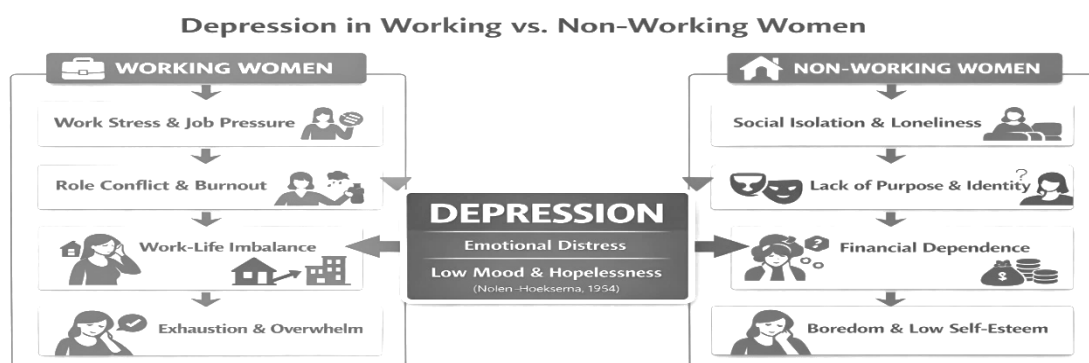 Depression in Working vs. Non-Working Women
WORKING WOMEN
Work Stress & Job Pressure
Role Conflict & Burnout
Work-Life Imbalance
Exhaustion & Overwhelm
DEPRESSION
Emotional Distress
Low Mood & Hopelessness
(Nolen-Hoeksema, 1954)
NON-WORKING WOMEN
Social Isolation & Loneliness
?
Lack of Purpose & Identity
?
Financial Dependence
$
Boredom & Low Self-Esteem